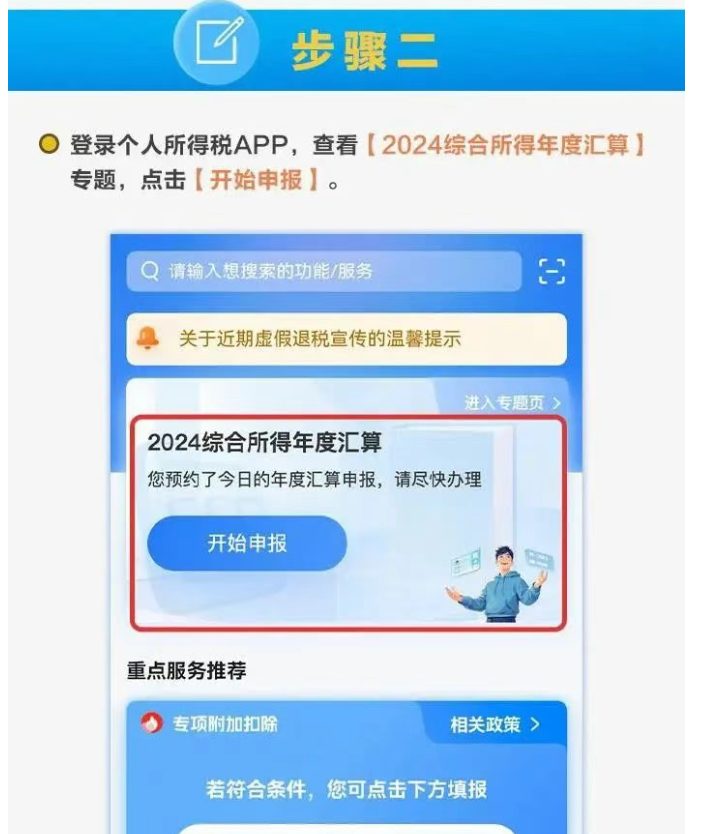 步骤二
登录个人所得税APP，查看【2024综合所得年度汇算】
专题，点击【开始申报】。
请输入想搜索的功能/服务
关于近期虚假退税宣传的温馨提示
进入专题页 >
2024综合所得年度汇算
您预约了今日的年度汇算申报，请尽快办理
开始申报
重点服务推荐
专项附加扣除
相关政策 >
若符合条件，您可点击下方填报